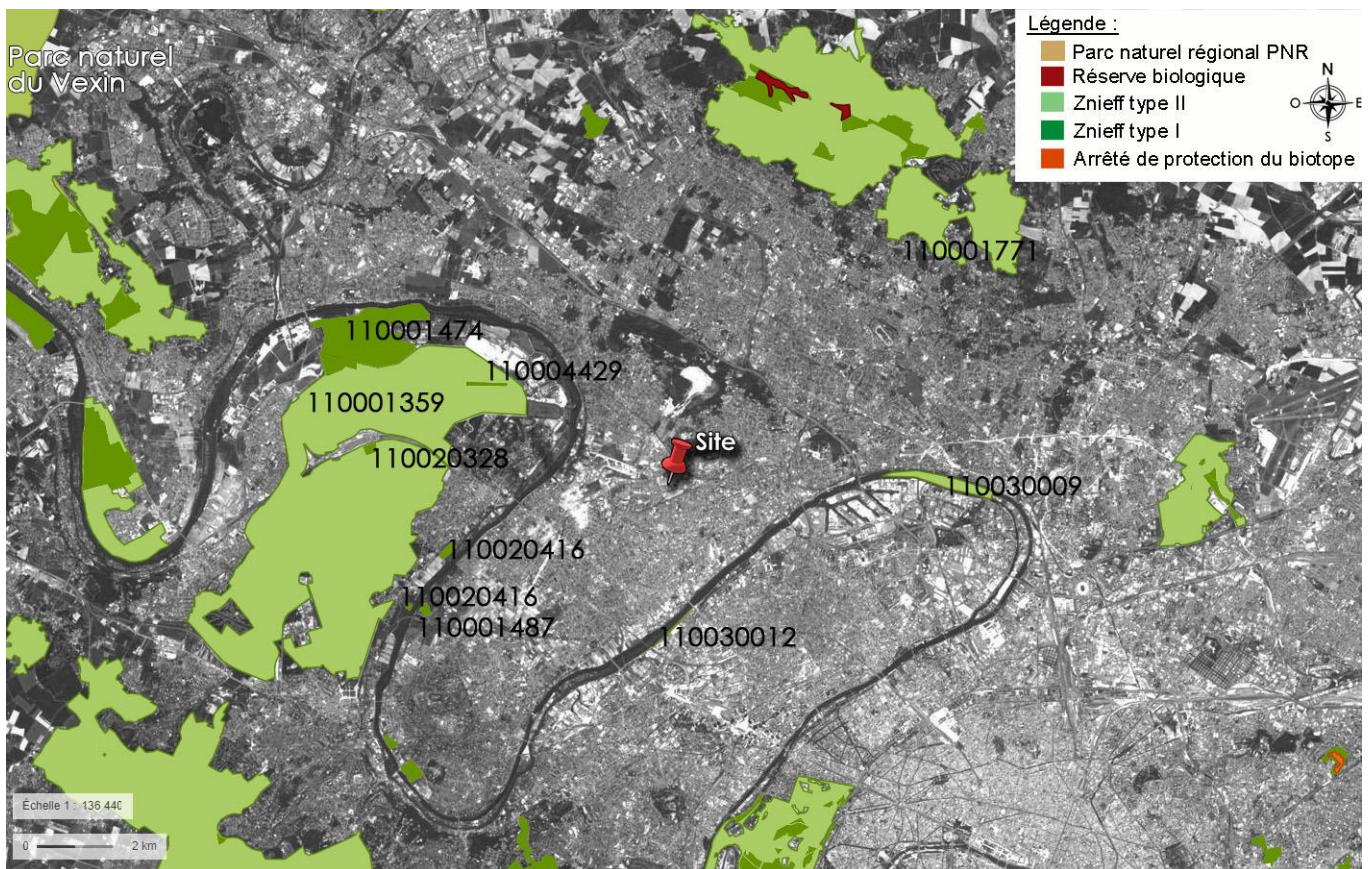 Parc naturel
du Vexin
Légende :
Parc naturel régional PNR
Réserve biologique
Znieff type II
Znieff type I
Arrêté de protection du biotope
N
O
E
S
110001771
110001474
110004429
110001359
Site
110020328
110030009
110020416
110020416
110001487
110030012
Échelle 1 : 136 440
0
2 km